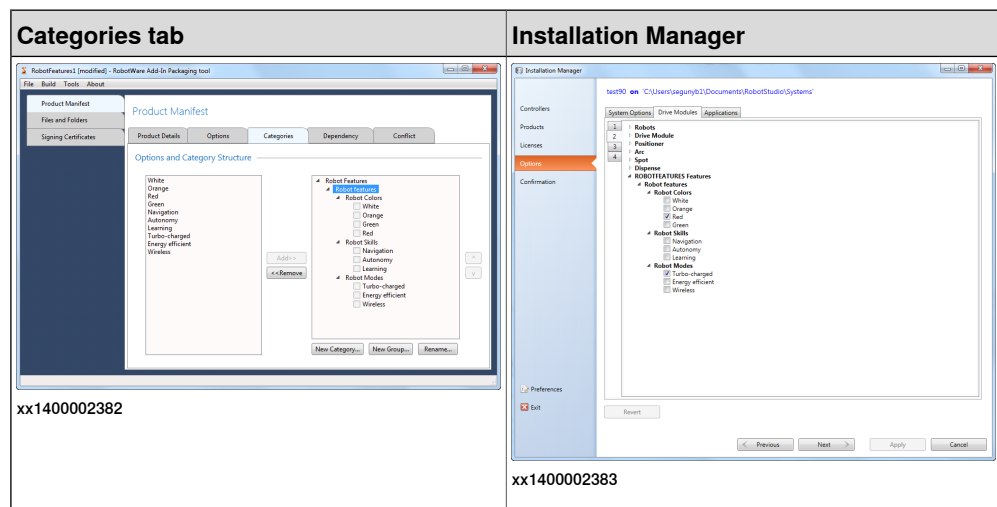 Categories tab
RobotFeatures1 [modified] - RobotWare Add-In Packaging tool
File Build Tools About
Product Manifest
Files and Folders
Signing Certificates
Product Manifest
Product Details Options Categories Dependency Conflict
Options and Category Structure
White
Orange
Red
Green
Navigation
Autonomy
Learning
Turbo-charged
Energy efficient
Wireless
Add>>
<<Remove
Robot Features
Robot features
Robot Colors
White
Orange
Green
Red
Robot Skills
Navigation
Autonomy
Learning
Robot Modes
Turbo-charged
Energy efficient
Wireless
^
v
New Category... New Group... Rename...
xx1400002382
Installation Manager
Installation Manager
test90 on 'C:\Users\segunyb1\Documents\RobotStudio\Systems'
Controllers
Products
Licenses
Options
Confirmation
Preferences
Exit
System Options Drive Modules Applications
1
2
3
4
Robots
Drive Module
Positioner
Arc
Spot
Dispense
ROBOTFEATURES Features
Robot features
Robot Colors
White
Orange
Red
Green
Robot Skills
Navigation
Autonomy
Learning
Robot Modes
Turbo-charged
Energy efficient
Wireless
Revert
< Previous Next > Apply Cancel
xx1400002383